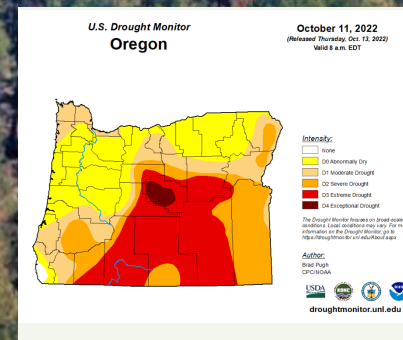 U.S. Drought Monitor
Oregon
October 11, 2022
(Released Thursday, Oct. 13, 2022)
Valid 8 a.m. EDT
Intensity:
None
D0 Abnormally Dry
D1 Moderate Drought
D2 Severe Drought
D3 Extreme Drought
D4 Exceptional Drought
The Drought Monitor focuses on broad-scale
conditions. Local conditions may vary. For m
information on the Drought Monitor, go to
https://droughtmonitor.unl.edu/About.aspx
Author:
Brad Pugh
CPC/NOAA
USDA
NDMC
droughtmonitor.unl.edu